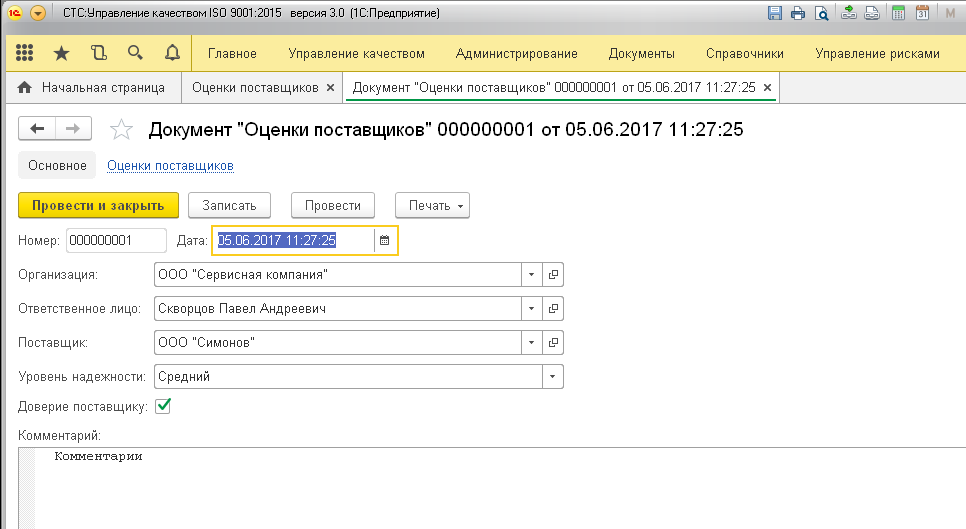 СТС:Управление качеством ISO 9001:2015 версия 3.0 (1С:Предприятие)
31 M
Главное Управление качеством Администрирование Документы Справочники Управление рисками
Начальная страница Оценки поставщиков × Документ "Оценки поставщиков" 000000001 от 05.06.2017 11:27:25 ×
Документ "Оценки поставщиков" 000000001 от 05.06.2017 11:27:25
Основное Оценки поставщиков
Провести и закрыть Записать Провести Печать
Номер: 000000001 Дата: 05.06.2017 11:27:25
Организация: ООО "Сервисная компания"
Ответственное лицо: Скворцов Павел Андреевич
Поставщик: ООО "Симонов"
Уровень надежности: Средний
Доверие поставщику:
Комментарий:
Комментарии